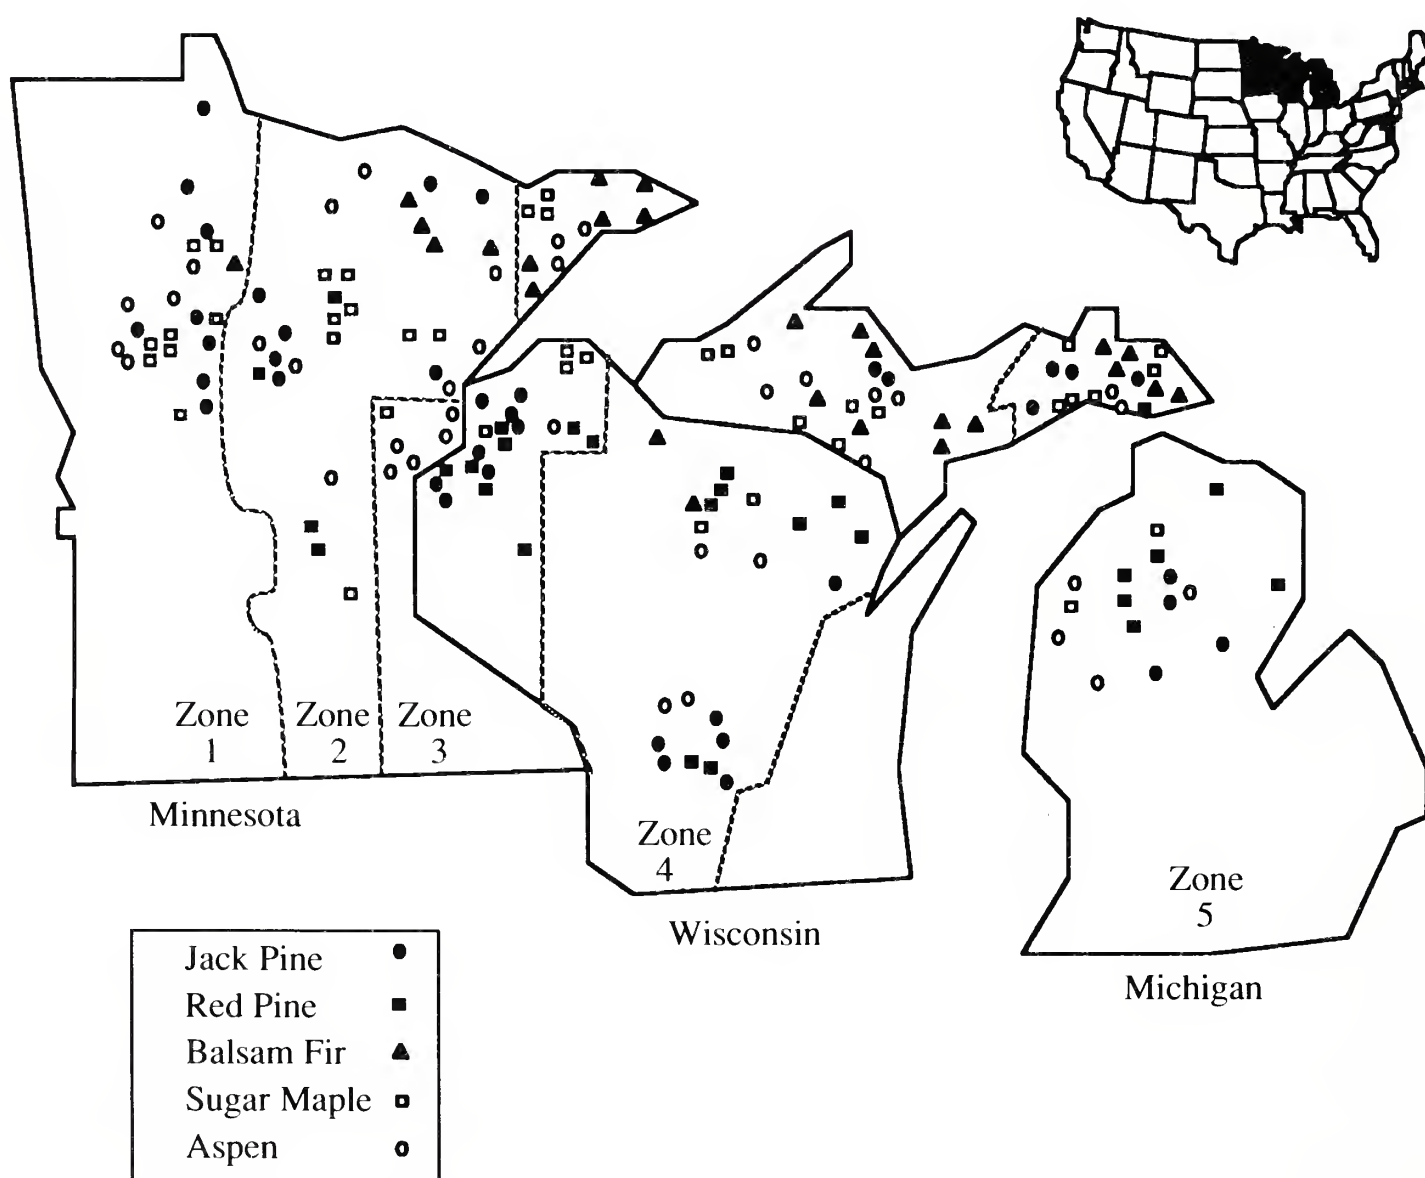 Zone
1
Zone
2
Zone
3
Minnesota
Zone
4
Wisconsin
Zone
5
Michigan
Jack Pine
Red Pine
Balsam Fir
Sugar Maple
Aspen